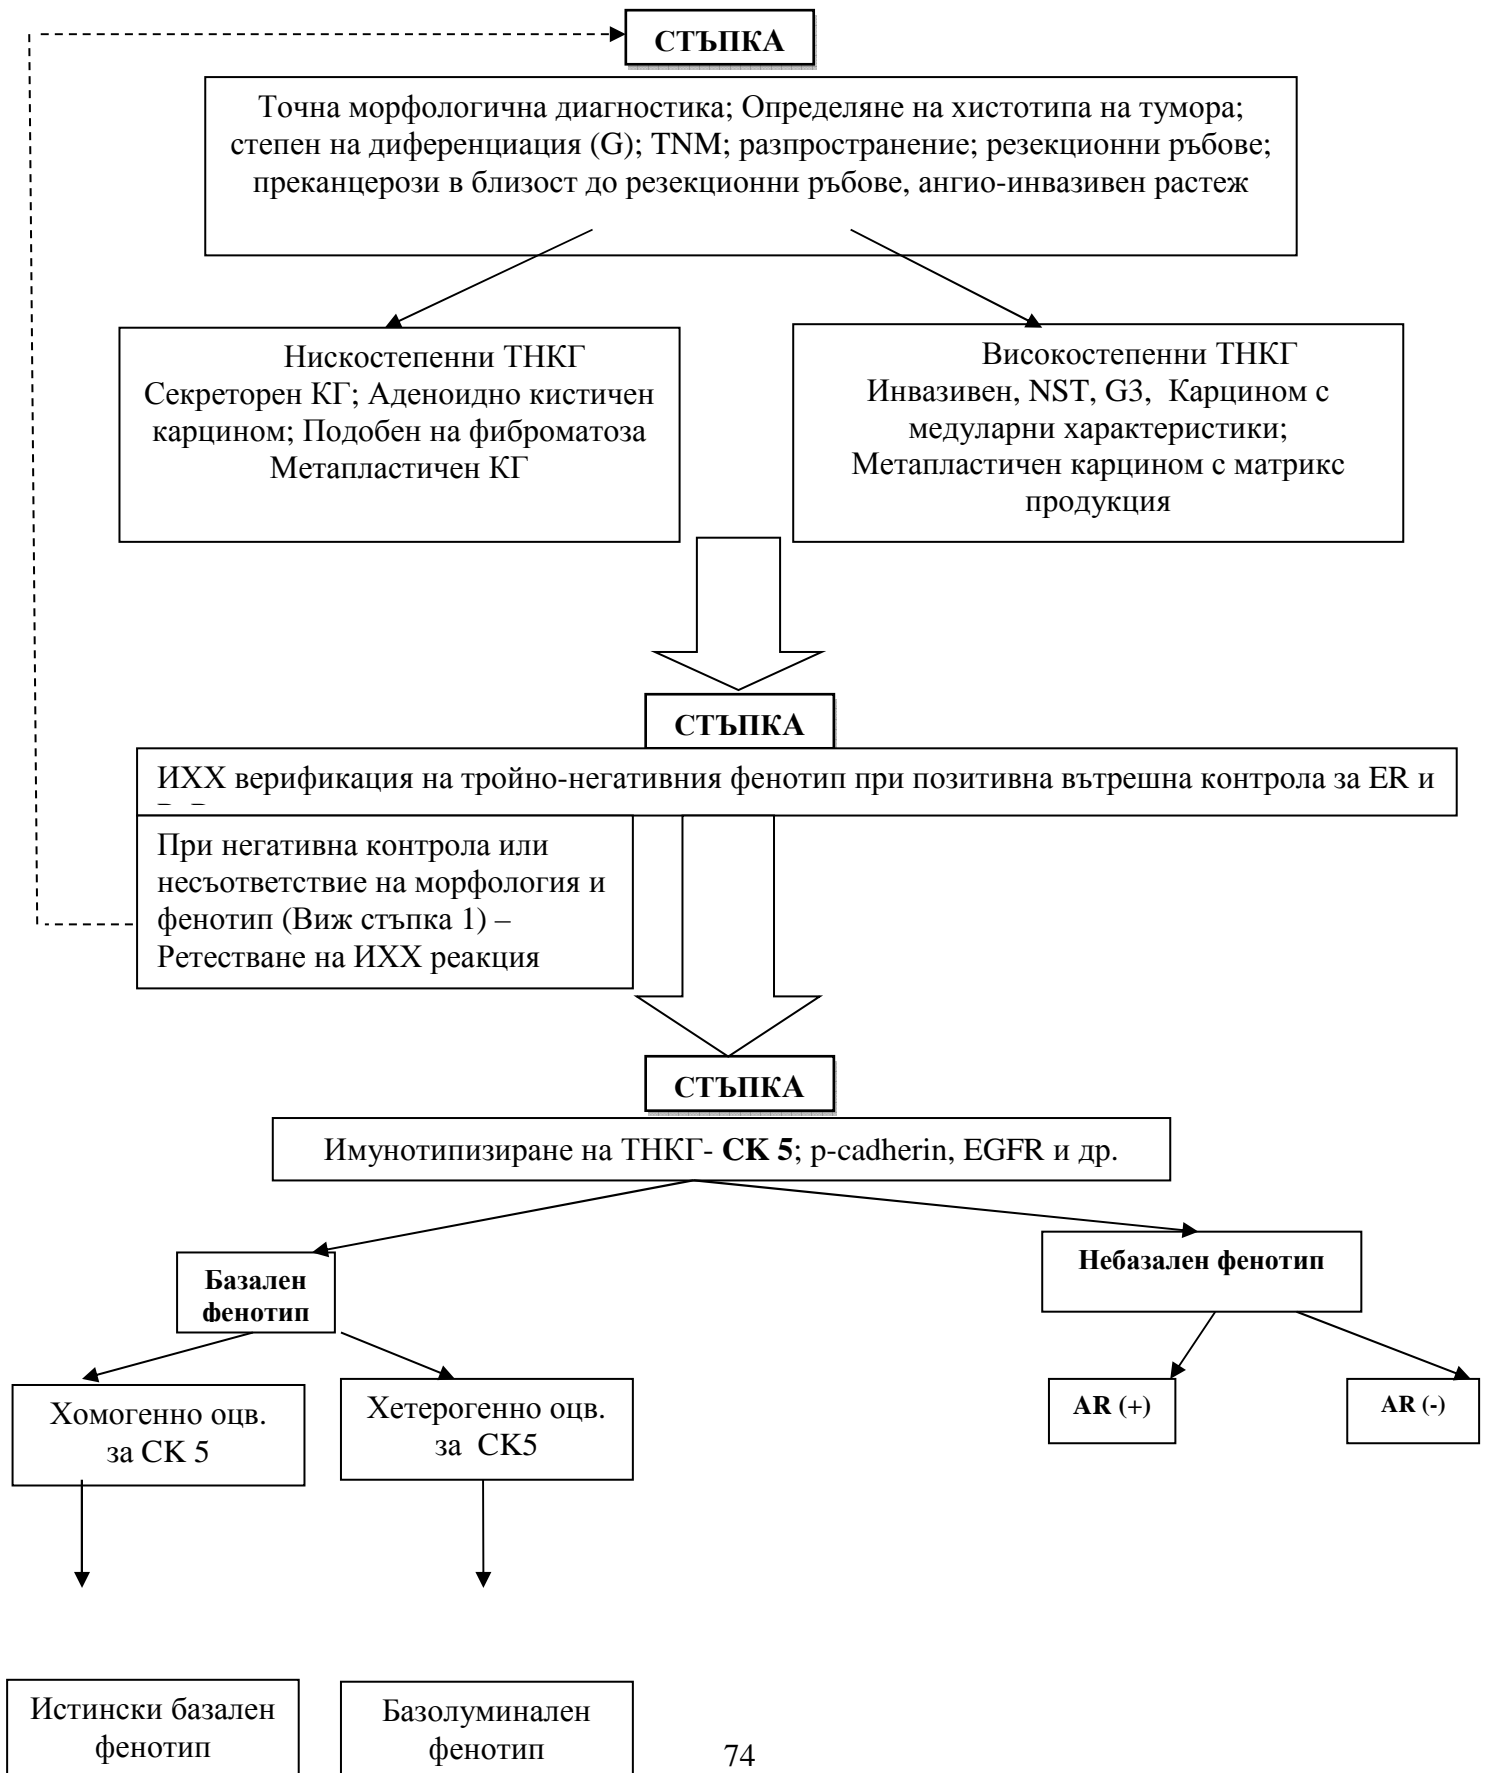 СТЪПКА
Точна морфологична диагностика; Определяне на хистотипа на тумора;
степен на диференциация (G); TNM; разпространение; резекционни ръбове;
преканцерози в близост до резекционни ръбове, ангио-инвазивен растеж
Нискостепенни ТНКГ
Секреторен КГ; Аденоидно кистичен
карцином; Подобен на фиброматоза
Метапластичен КГ
Високостепенни ТНКГ
Инвазивен, NST, G3, Карцином с
медуларни характеристики;
Метапластичен карцином с матрикс
продукция
СТЪПКА
ИХХ верификация на тройно-негативния фенотип при позитивна вътрешна контрола за ER и
При негативна контрола или
несъответствие на морфология и
фенотип (Виж стъпка 1) –
Ретестване на ИХХ реакция
СТЪПКА
Имунотипизиране на ТНКГ- CK 5; p-cadherin, EGFR и др.
Базален
фенотип
Небазален фенотип
Хомогенно оцв.
за CK 5
Хетерогенно оцв.
за CK5
AR (+)
AR (-)
Истински базален
фенотип
Базолуминален
фенотип
74